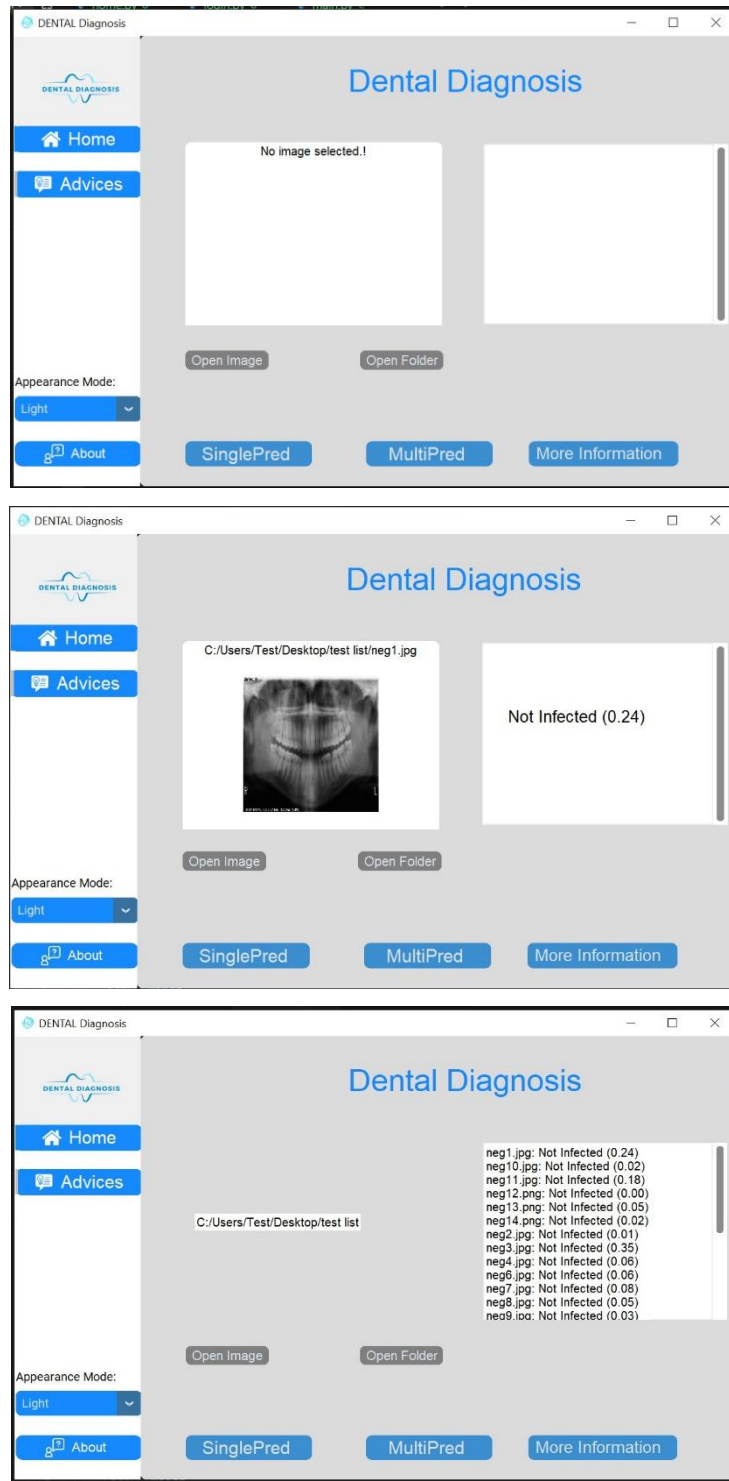 DENTAL Diagnosis
DENTAL DIAGNOSIS
Dental Diagnosis
Home
No image selected.!
Advices
Open Image
Open Folder
Appearance Mode:
Light
About
SinglePred
MultiPred
More Information
DENTAL Diagnosis
DENTAL DIAGNOSIS
Dental Diagnosis
Home
C:/Users/Test/Desktop/test list/neg1.jpg
Advices
Not Infected (0.24)
R
L
Open Image
Open Folder
Appearance Mode:
Light
About
SinglePred
MultiPred
More Information
DENTAL Diagnosis
DENTAL DIAGNOSIS
Dental Diagnosis
Home
Advices
C:/Users/Test/Desktop/test list
neg1.jpg: Not Infected (0.24)
neg10.jpg: Not Infected (0.02)
neg11.jpg: Not Infected (0.18)
neg12.png: Not Infected (0.00)
neg13.png: Not Infected (0.05)
neg14.png: Not Infected (0.02)
neg2.jpg: Not Infected (0.01)
neg3.jpg: Not Infected (0.35)
neg4.jpg: Not Infected (0.06)
neg6.jpg: Not Infected (0.06)
neg7.jpg: Not Infected (0.08)
neg8.jpg: Not Infected (0.05)
neg9.jpg: Not Infected (0.03)
Open Image
Open Folder
Appearance Mode:
Light
About
SinglePred
MultiPred
More Information